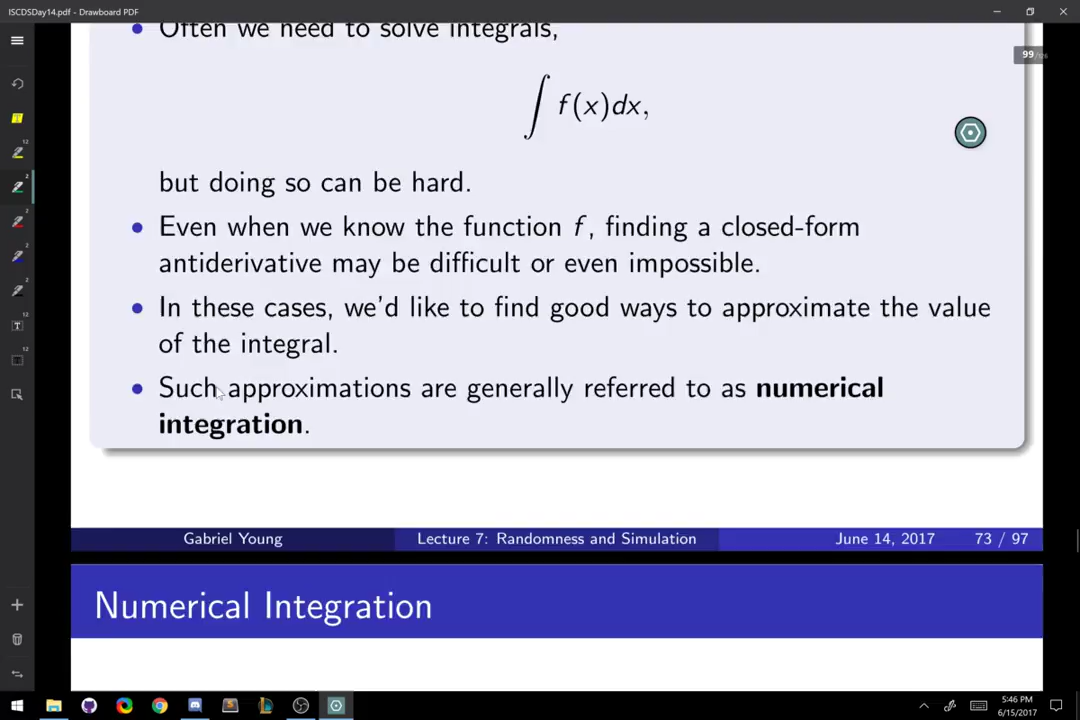 ISCDSDay14.pdf - Drawboard PDF
Often we need to solve integrals,
99
∫ f(x)dx,
but doing so can be hard.
Even when we know the function f, finding a closed-form
antiderivative may be difficult or even impossible.
In these cases, we'd like to find good ways to approximate the value
of the integral.
Such approximations are generally referred to as numerical
integration.
Gabriel Young Lecture 7: Randomness and Simulation June 14, 2017 73 / 97
Numerical Integration
5:46 PM
6/15/2017